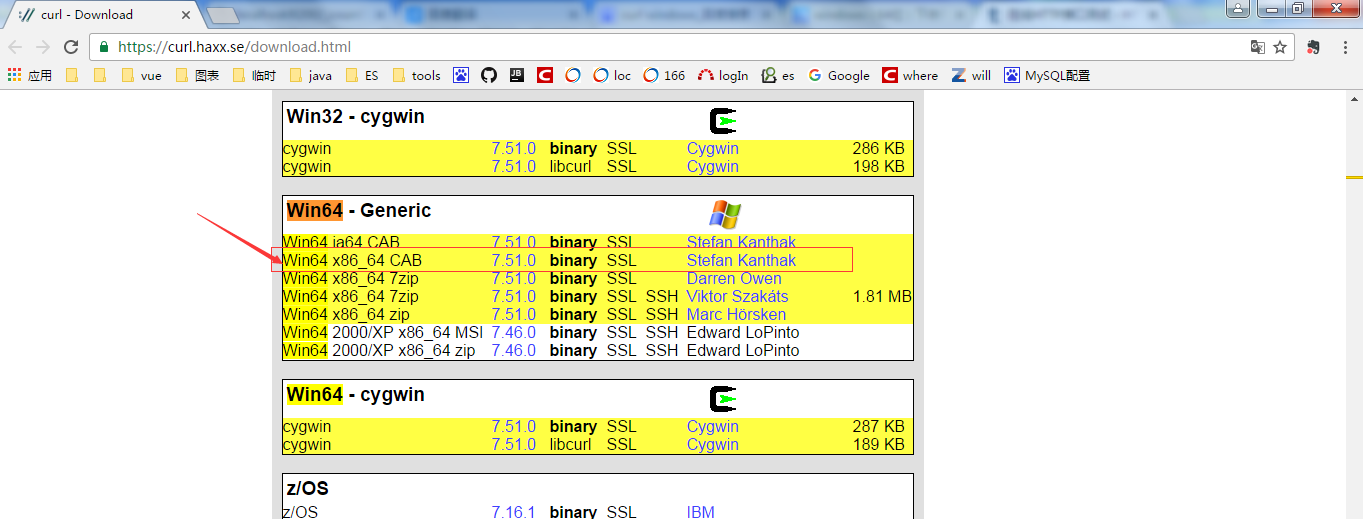 curl - Download
https://curl.haxx.se/download.html
应用 vue 图表 临时 java ES tools loc 166 logIn es Google where will MySQL配置
Win32 - cygwin
cygwin 7.51.0 binary SSL Cygwin 286 KB
cygwin 7.51.0 libcurl SSL Cygwin 198 KB
Win64 - Generic
Win64 ia64 CAB 7.51.0 binary SSL Stefan Kanthak
Win64 x86_64 CAB 7.51.0 binary SSL Stefan Kanthak
Win64 x86_64 7zip 7.51.0 binary SSL Darren Owen
Win64 x86_64 7zip 7.51.0 binary SSL SSH Viktor Szakáts 1.81 MB
Win64 x86_64 zip 7.51.0 binary SSL SSH Marc Hörsken
Win64 2000/XP x86_64 MSI 7.46.0 binary SSL SSH Edward LoPinto
Win64 2000/XP x86_64 zip 7.46.0 binary SSL SSH Edward LoPinto
Win64 - cygwin
cygwin 7.51.0 binary SSL Cygwin 287 KB
cygwin 7.51.0 libcurl SSL Cygwin 189 KB
z/OS
z/OS 7.16.1 binary SSL IBM